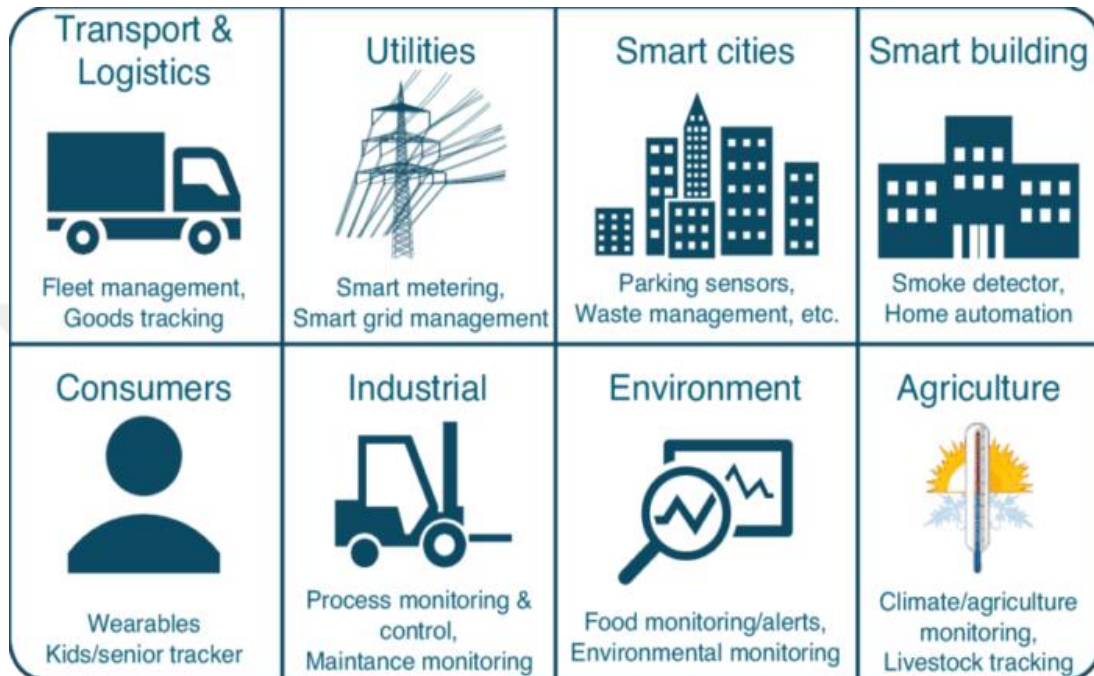 Transport &
Logistics
Fleet management,
Goods tracking
Utilities
Smart metering,
Smart grid management
Smart cities
Parking sensors,
Waste management, etc.
Smart building
Smoke detector,
Home automation
Consumers
Wearables
Kids/senior tracker
Industrial
Process monitoring &
control,
Maintance monitoring
Environment
Food monitoring/alerts,
Environmental monitoring
Agriculture
Climate/agriculture
monitoring,
Livestock tracking